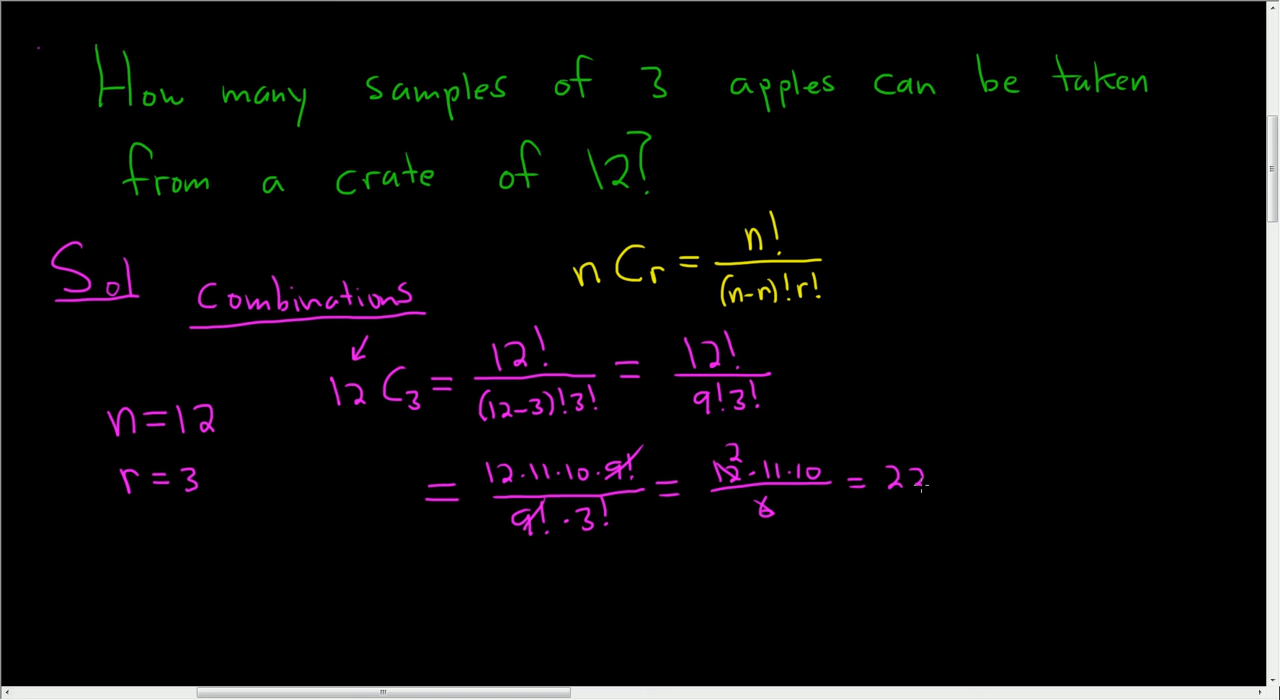 How many samples of 3 apples can be taken
from a crate of 12?
Sol Combinations
nCr = n! / (n-r)!r!
12C3 = 12! / (12-3)!3! = 12! / 9!3!
n=12
r=3
= 12·11·10·9! / 9!·3! = 2 12·11·10 / 6 = 22